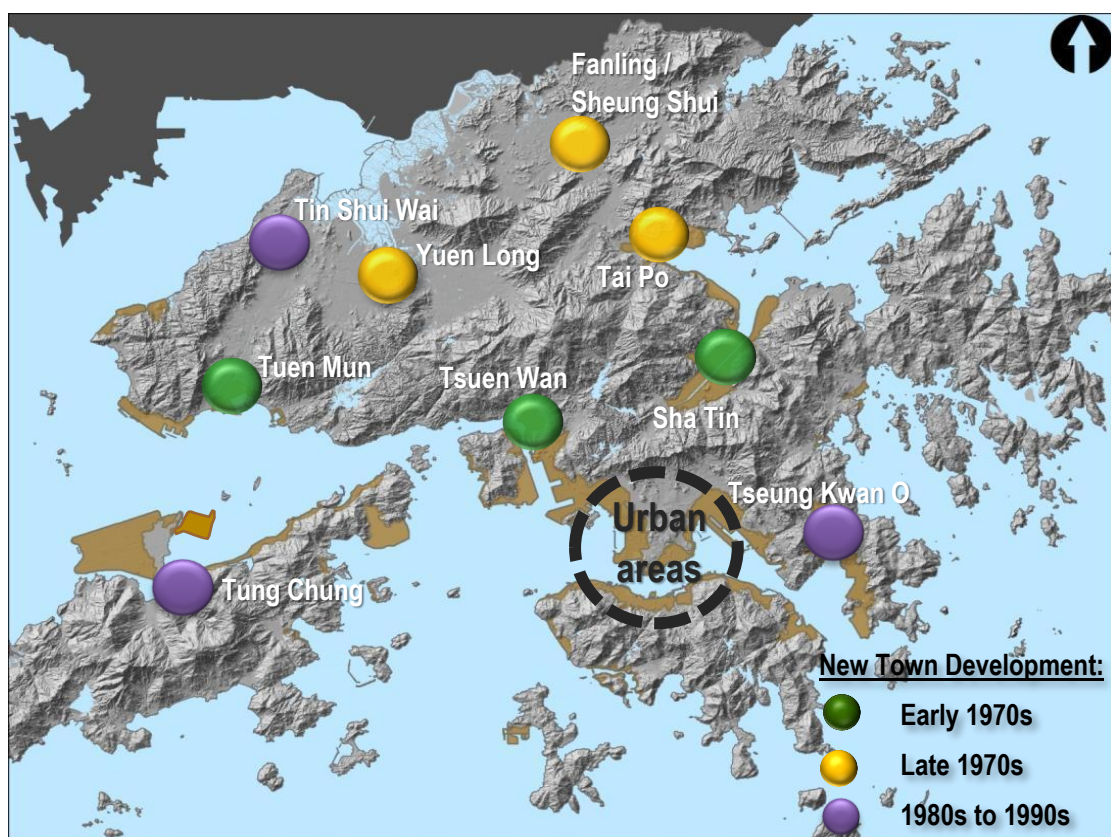 Fanling /
Sheung Shui
Tin Shui Wai
Yuen Long
Tai Po
Tuen Mun
Tsuen Wan
Sha Tin
Tseung Kwan O
Urban
areas
Tung Chung
New Town Development:
Early 1970s
Late 1970s
1980s to 1990s